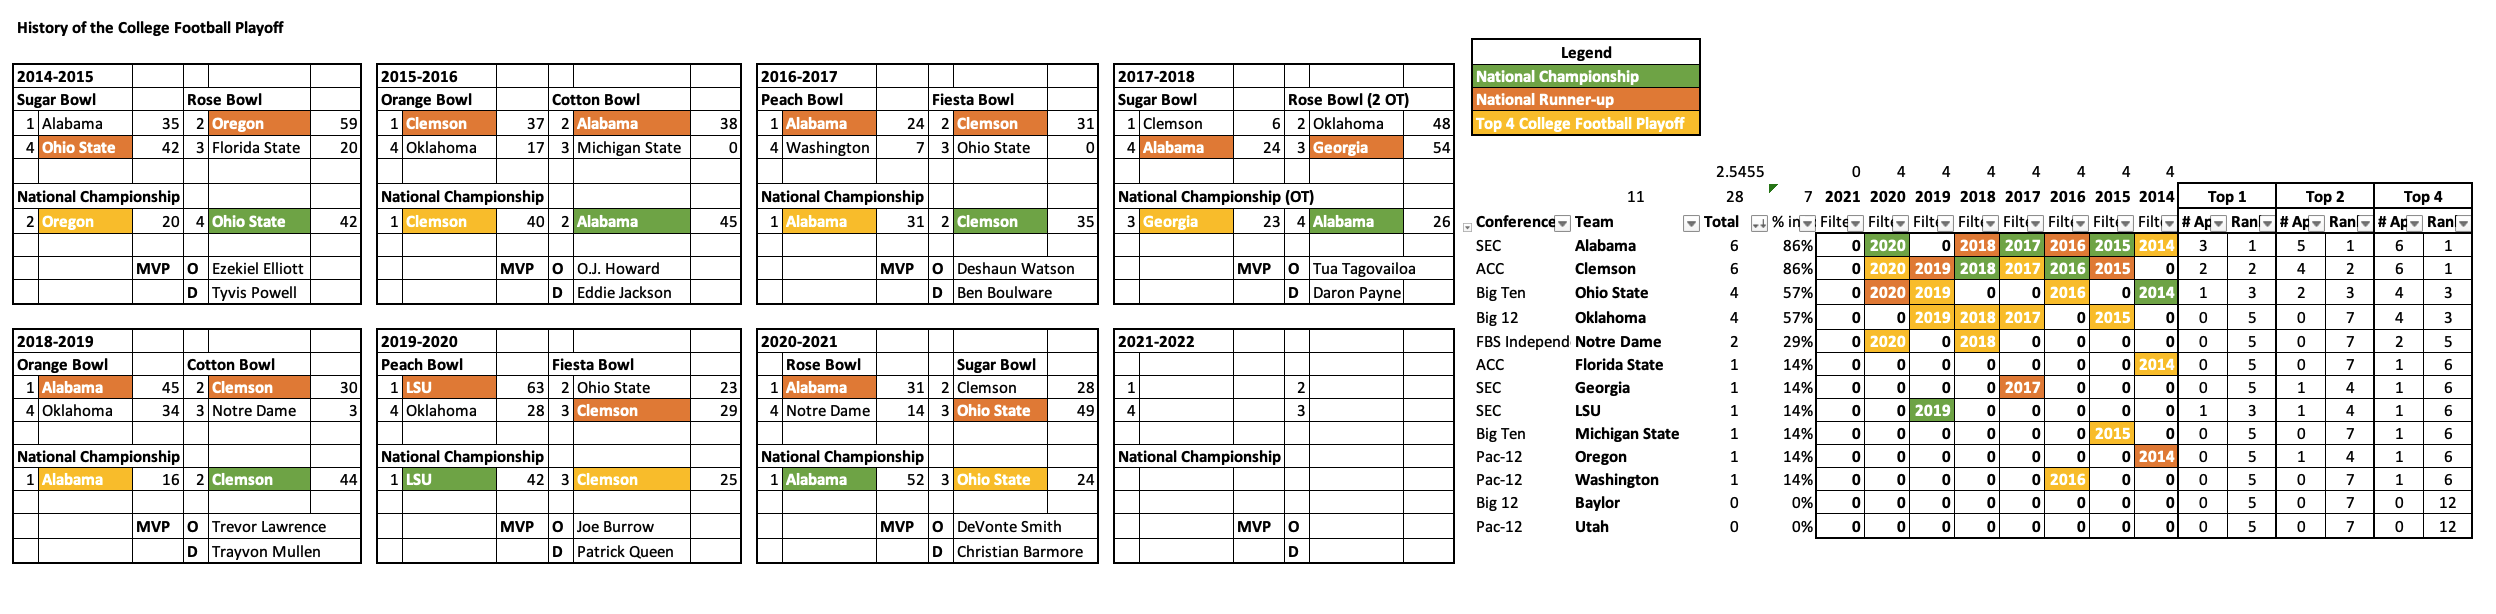 History of the College Football Playoff
Legend
National Championship
National Runner-up
Top 4 College Football Playoff
2014-2015
Sugar Bowl Rose Bowl
1 Alabama 35 2 Oregon 59
4 Ohio State 42 3 Florida State 20
National Championship
2 Oregon 20 4 Ohio State 42
MVP O Ezekiel Elliott
D Tyvis Powell
2015-2016
Orange Bowl Cotton Bowl
1 Clemson 37 2 Alabama 38
4 Oklahoma 17 3 Michigan State 0
National Championship
1 Clemson 40 2 Alabama 45
MVP O O.J. Howard
D Eddie Jackson
2016-2017
Peach Bowl Fiesta Bowl
1 Alabama 24 2 Clemson 31
4 Washington 7 3 Ohio State 0
National Championship
1 Alabama 31 2 Clemson 35
MVP O Deshaun Watson
D Ben Boulware
2017-2018
Sugar Bowl Rose Bowl (2 OT)
1 Clemson 6 2 Oklahoma 48
4 Alabama 24 3 Georgia 54
National Championship (OT)
3 Georgia 23 4 Alabama 26
MVP O Tua Tagovailoa
D Daron Payne
2018-2019
Orange Bowl Cotton Bowl
1 Alabama 45 2 Clemson 30
4 Oklahoma 34 3 Notre Dame 3
National Championship
1 Alabama 16 2 Clemson 44
MVP O Trevor Lawrence
D Trayvon Mullen
2019-2020
Peach Bowl Fiesta Bowl
1 LSU 63 2 Ohio State 23
4 Oklahoma 28 3 Clemson 29
National Championship
1 LSU 42 3 Clemson 25
MVP O Joe Burrow
D Patrick Queen
2020-2021
Rose Bowl Sugar Bowl
1 Alabama 31 2 Clemson 28
4 Notre Dame 14 3 Ohio State 49
National Championship
1 Alabama 52 3 Ohio State 24
MVP O DeVonte Smith
D Christian Barmore
2021-2022
1 2
4 3
National Championship
MVP O
D
2.5455 0 4 4 4 4 4 4 4
11 28 7 2021 2020 2019 2018 2017 2016 2015 2014 Top 1 Top 2 Top 4
Conference Team Total % in Filte Filte Filte Filte Filte Filte Filte Filte # Ap Ran # Ap Ran # Ap Ran
SEC Alabama 6 86% 0 2020 0 2018 2017 2016 2015 2014 3 1 5 1 6 1
ACC Clemson 6 86% 0 2020 2019 2018 2017 2016 2015 0 2 2 4 2 6 1
Big Ten Ohio State 4 57% 0 2020 2019 0 0 2016 0 2014 1 3 2 3 4 3
Big 12 Oklahoma 4 57% 0 0 2019 2018 2017 0 2015 0 0 5 0 7 4 3
FBS Independ Notre Dame 2 29% 0 2020 0 2018 0 0 0 0 0 5 0 7 2 5
ACC Florida State 1 14% 0 0 0 0 0 0 0 2014 0 5 0 7 1 6
SEC Georgia 1 14% 0 0 0 0 2017 0 0 0 0 5 1 4 1 6
SEC LSU 1 14% 0 0 2019 0 0 0 0 0 1 3 1 4 1 6
Big Ten Michigan State 1 14% 0 0 0 0 0 0 2015 0 0 5 0 7 1 6
Pac-12 Oregon 1 14% 0 0 0 0 0 0 0 2014 0 5 1 4 1 6
Pac-12 Washington 1 14% 0 0 0 0 0 2016 0 0 0 5 0 7 1 6
Big 12 Baylor 0 0% 0 0 0 0 0 0 0 0 0 5 0 7 0 12
Pac-12 Utah 0 0% 0 0 0 0 0 0 0 0 0 5 0 7 0 12